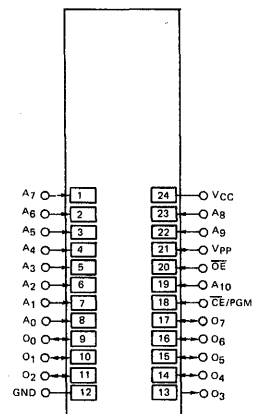 A7 1 24 VCC
A6 2 23 A8
A5 3 22 A9
A4 4 21 VPP
A3 5 20 O̅E̅
A2 6 19 A10
A1 7 18 C̅E̅/PGM
A0 8 17 O7
O0 9 16 O6
O1 10 15 O5
O2 11 14 O4
GND 12 13 O3